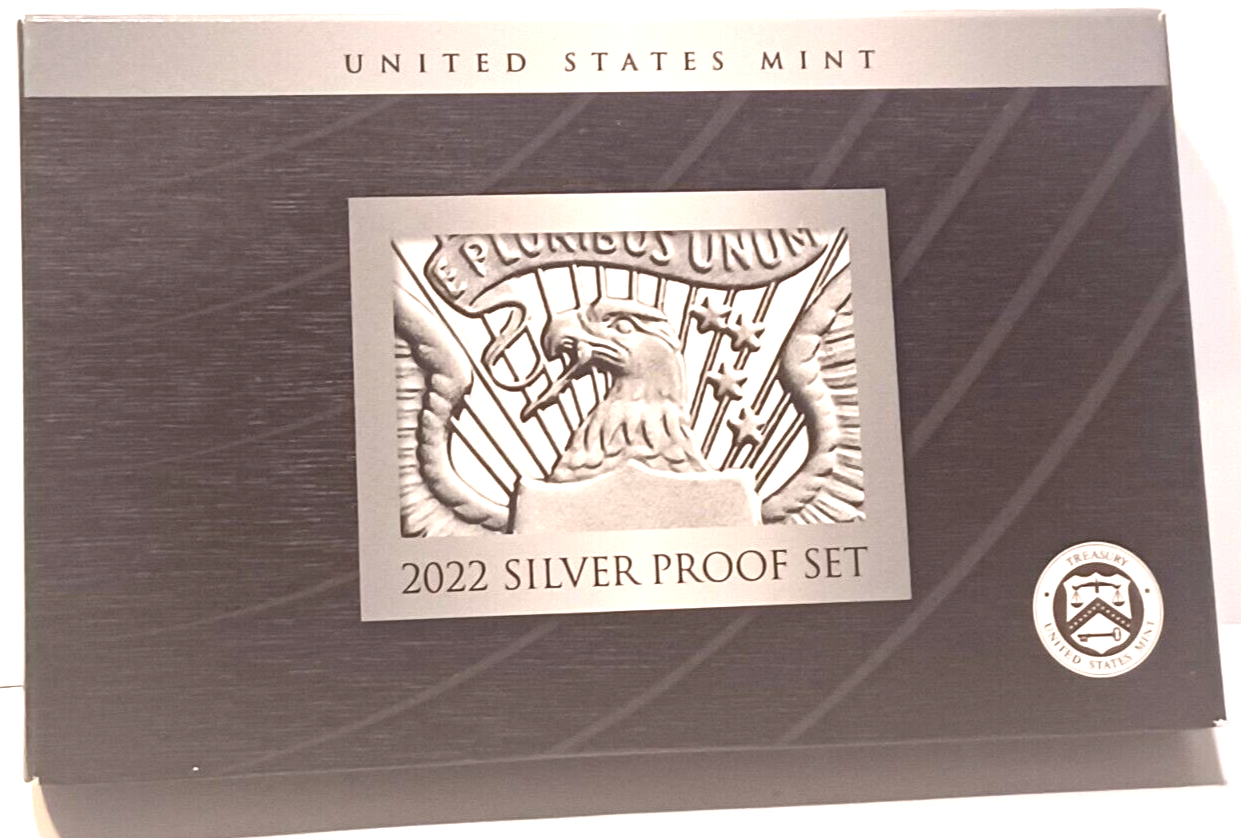 UNITED STATES MINT
E PLURIBUS UNUM
2022 SILVER PROOF SET
TREASURY
UNITED STATES MINT